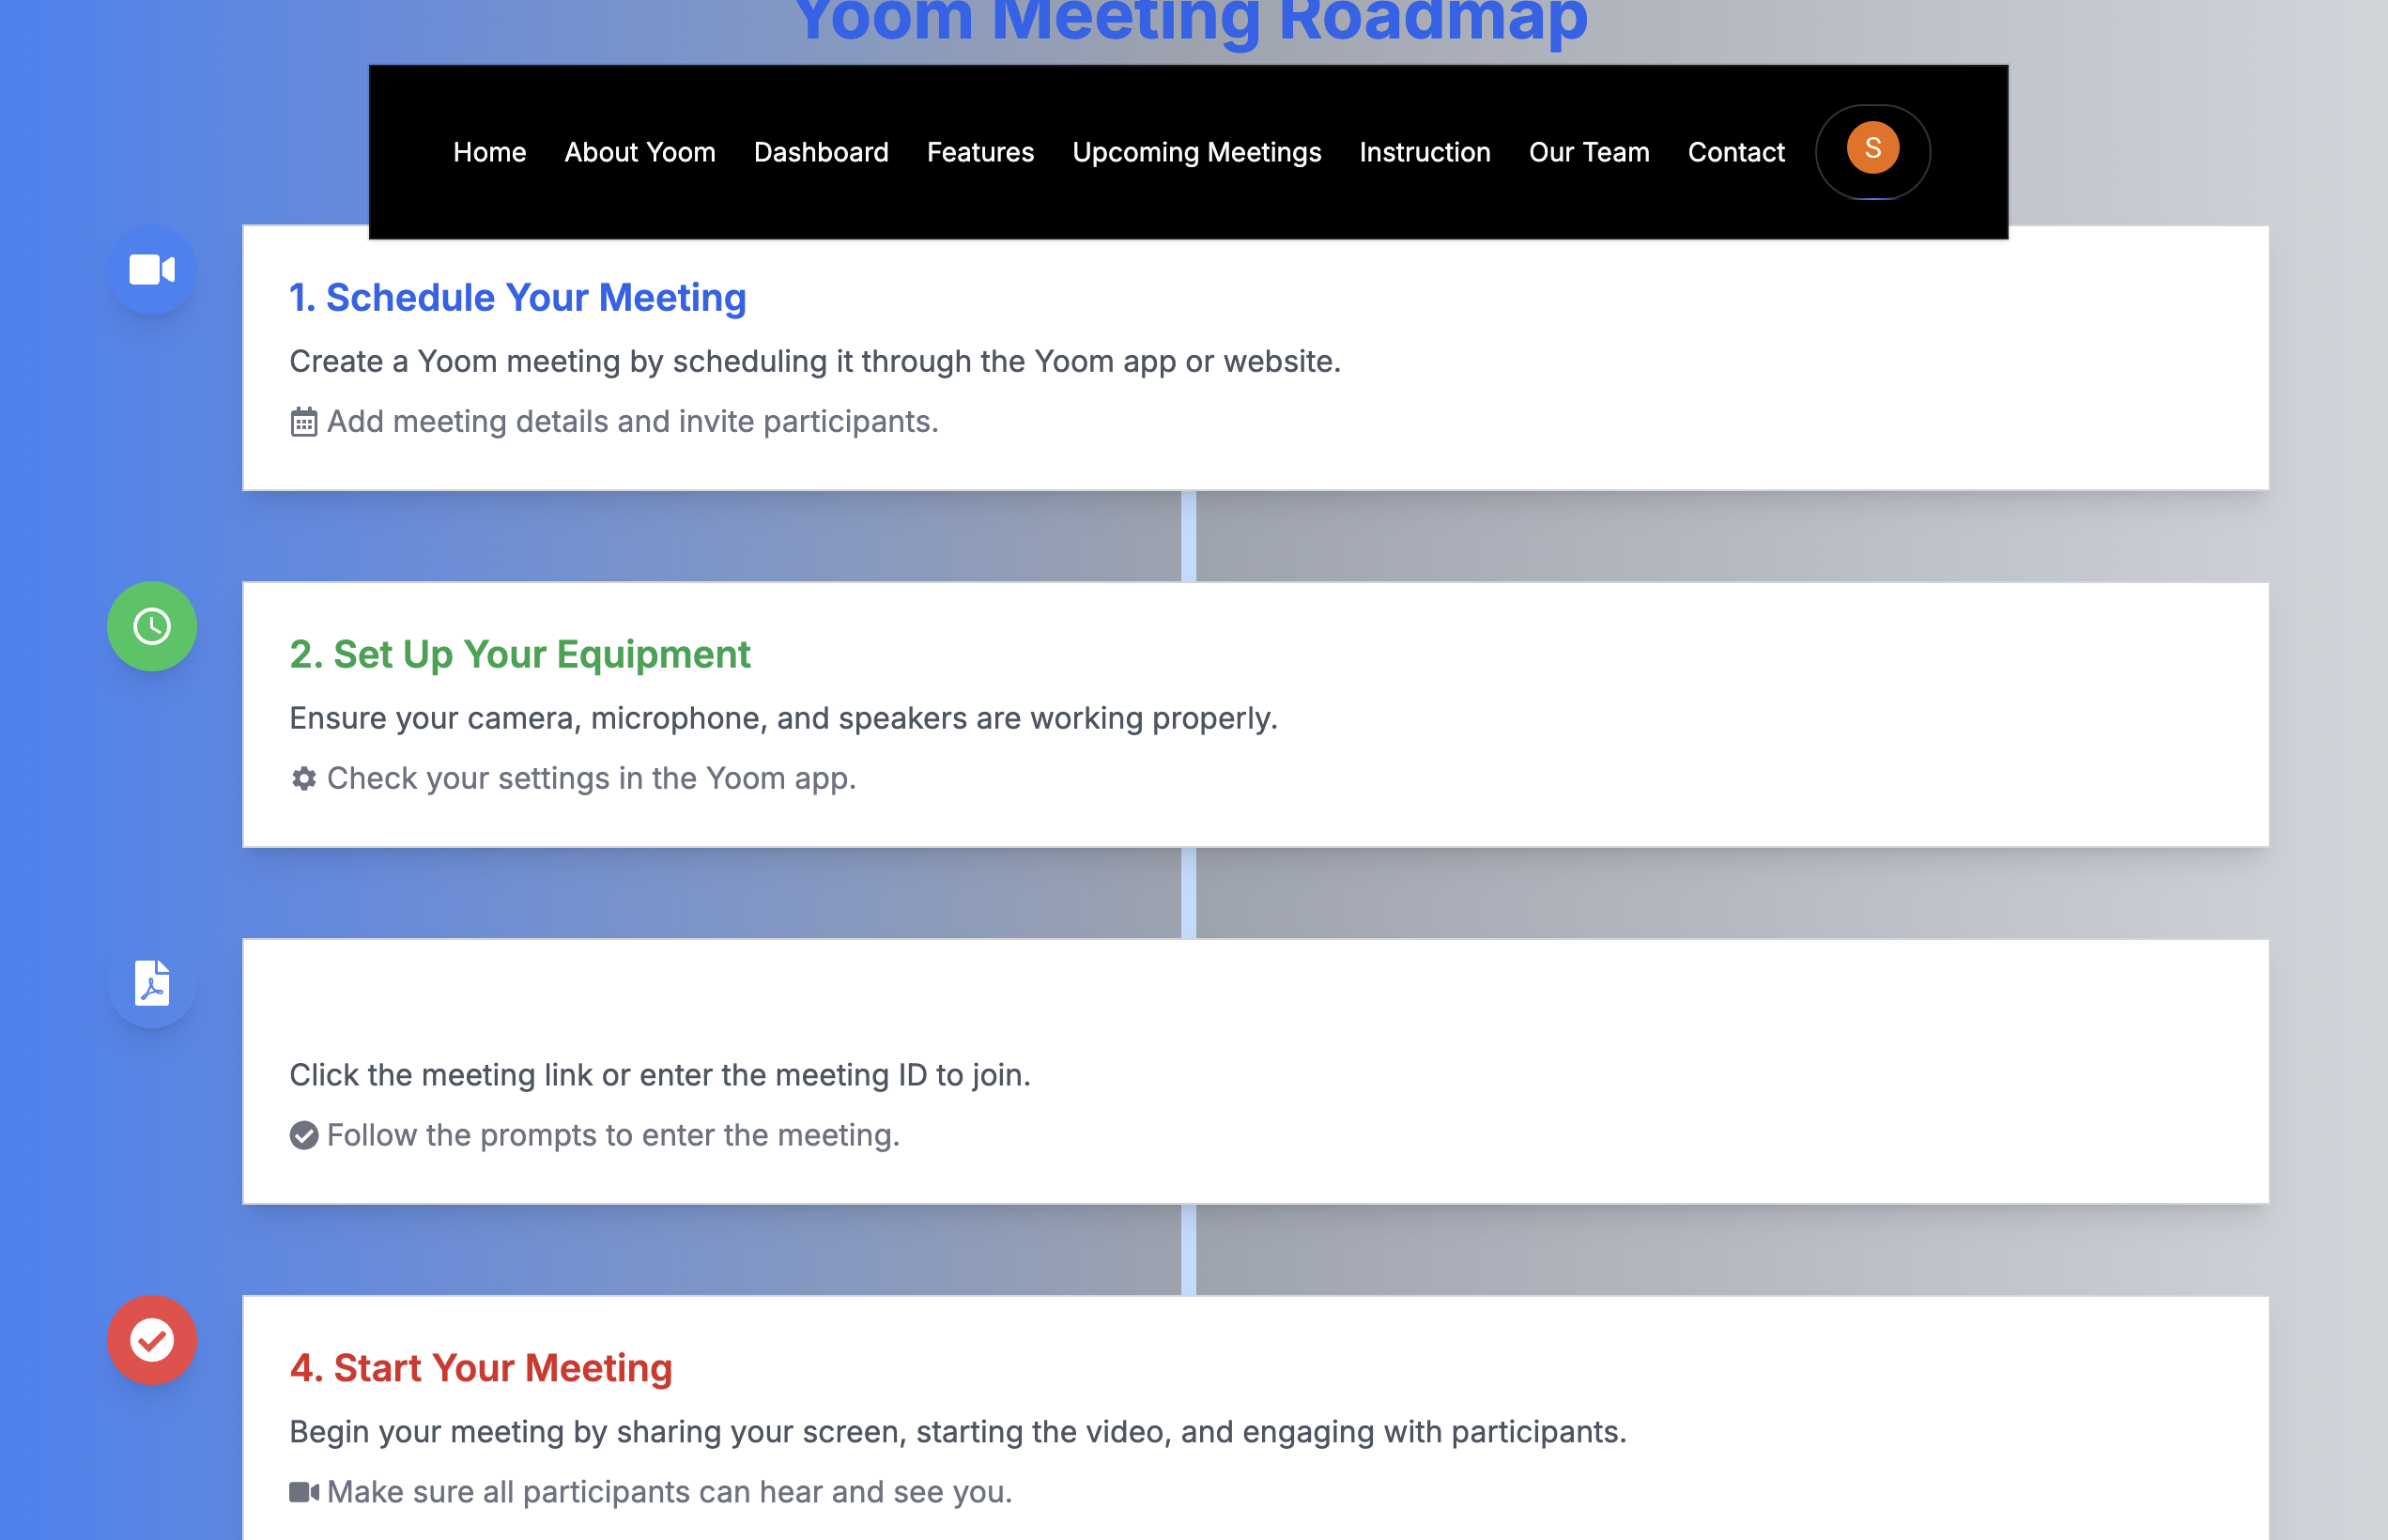 Yoom Meeting Roadmap
Home About Yoom Dashboard Features Upcoming Meetings Instruction Our Team Contact S
1. Schedule Your Meeting
Create a Yoom meeting by scheduling it through the Yoom app or website.
Add meeting details and invite participants.
2. Set Up Your Equipment
Ensure your camera, microphone, and speakers are working properly.
Check your settings in the Yoom app.
Click the meeting link or enter the meeting ID to join.
Follow the prompts to enter the meeting.
4. Start Your Meeting
Begin your meeting by sharing your screen, starting the video, and engaging with participants.
Make sure all participants can hear and see you.